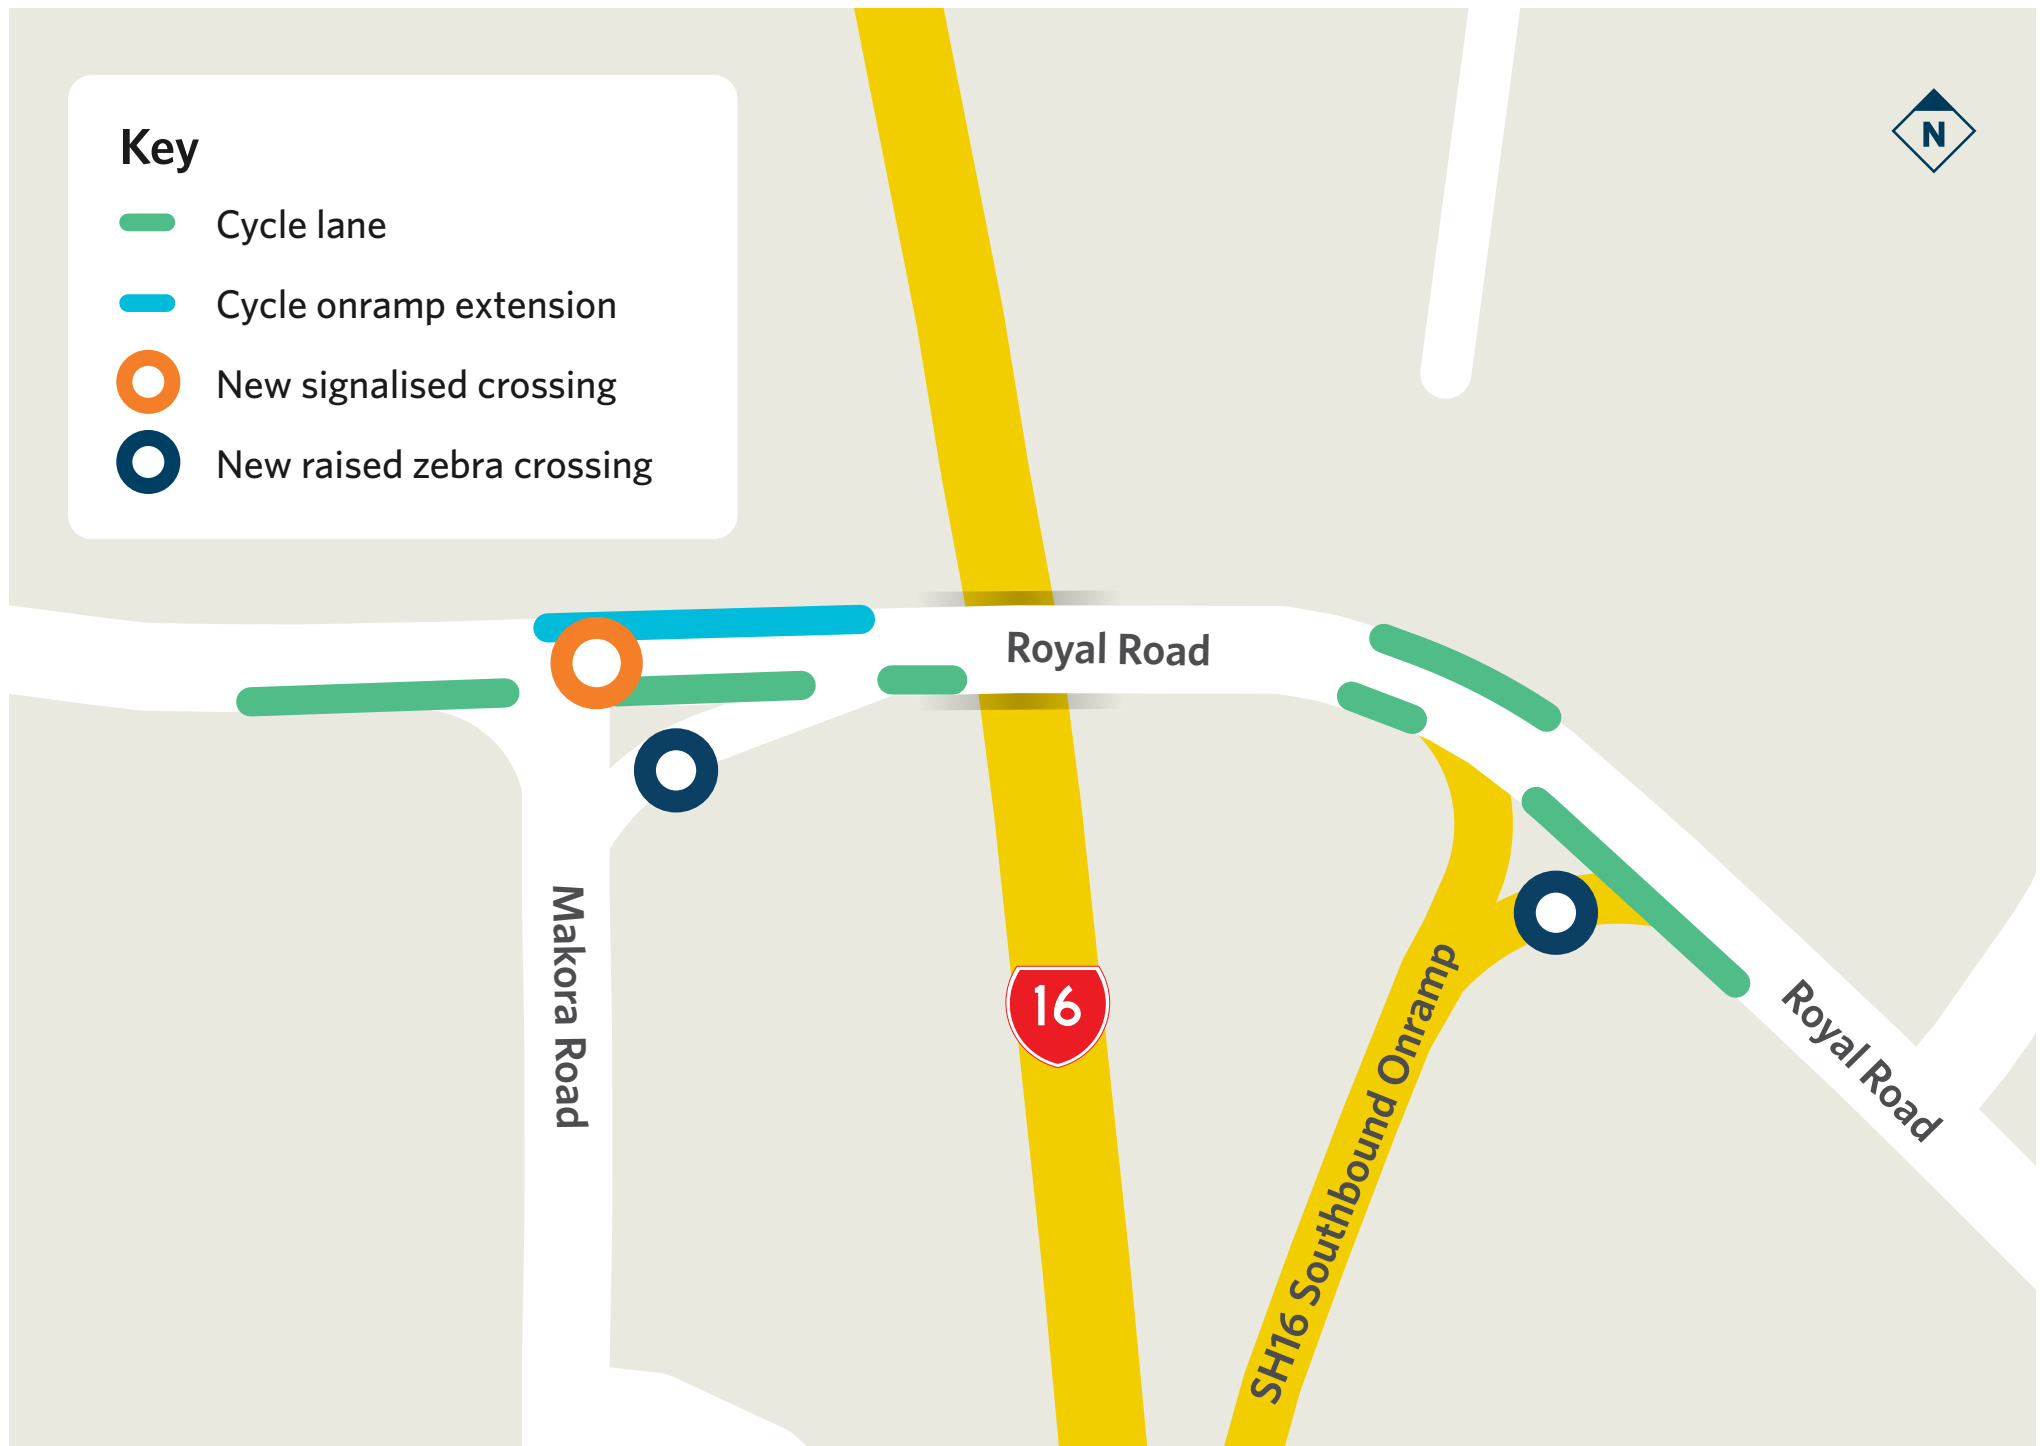 Key
Cycle lane
Cycle onramp extension
New signalised crossing
New raised zebra crossing
N
Royal Road
Makora Road
16
SH16 Southbound Onramp
Royal Road